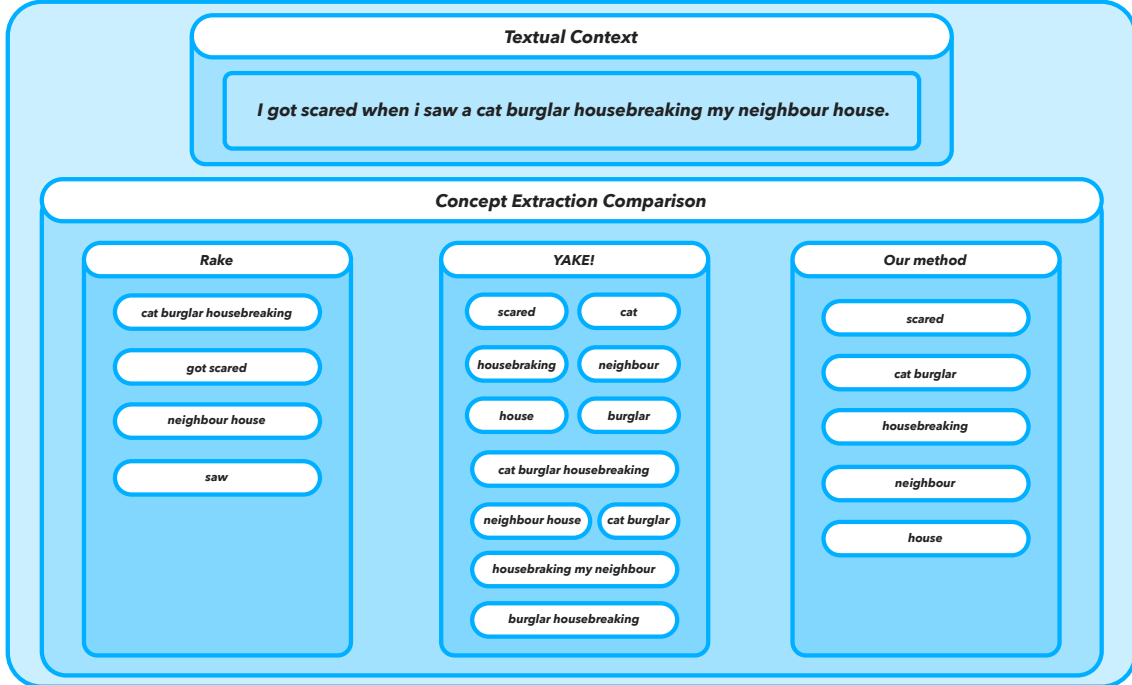 Textual Context
I got scared when i saw a cat burglar housebreaking my neighbour house.
Concept Extraction Comparison
Rake
cat burglar housebreaking
got scared
neighbour house
saw
YAKE!
scared
cat
housebraking
neighbour
house
burglar
cat burglar housebreaking
neighbour house
cat burglar
housebraking my neighbour
burglar housebreaking
Our method
scared
cat burglar
housebreaking
neighbour
house